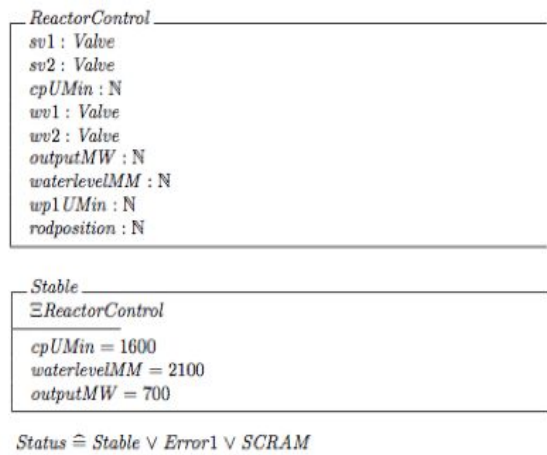 ReactorControl
sv1 : Valve
sv2 : Valve
cpUMin : ℕ
wv1 : Valve
wv2 : Valve
outputMW : ℕ
waterlevelMM : ℕ
wp1UMin : ℕ
rodposition : ℕ
Stable
ΞReactorControl
cpUMin = 1600
waterlevelMM = 2100
outputMW = 700
Status ≙ Stable ∨ Error1 ∨ SCRAM